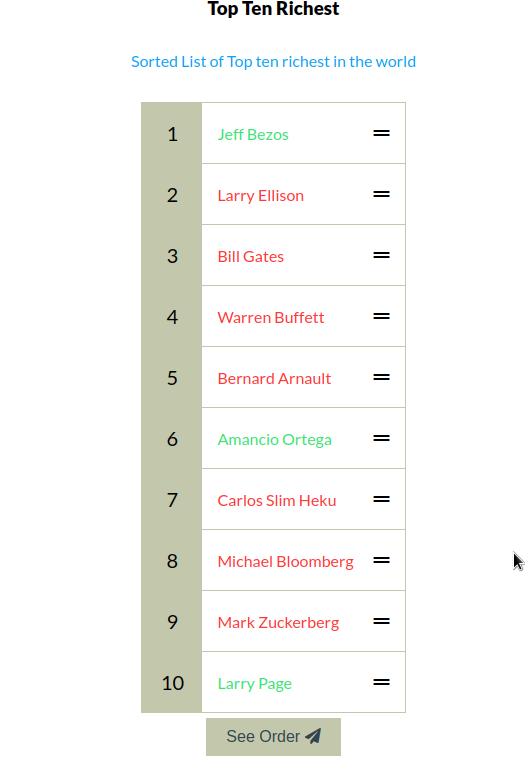 Top Ten Richest
Sorted List of Top ten richest in the world
1 Jeff Bezos
2 Larry Ellison
3 Bill Gates
4 Warren Buffett
5 Bernard Arnault
6 Amancio Ortega
7 Carlos Slim Heku
8 Michael Bloomberg
9 Mark Zuckerberg
10 Larry Page
See Order